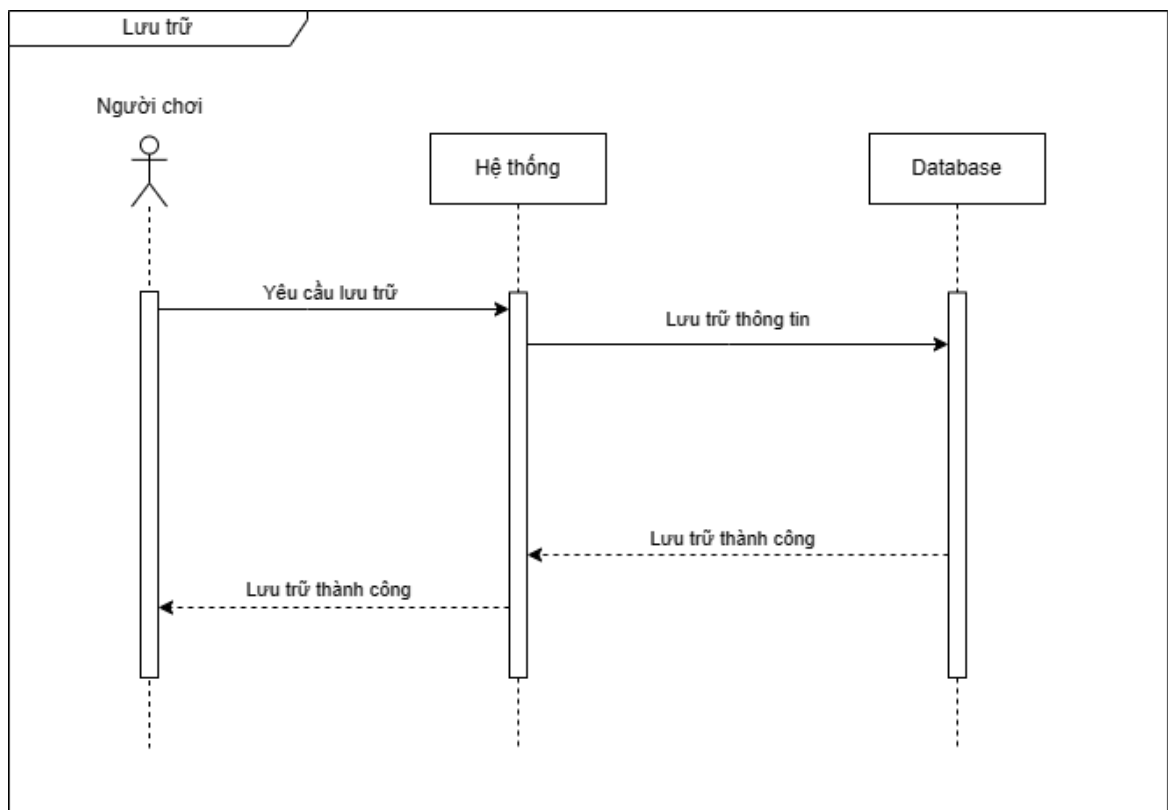 Lưu trữ
Người chơi
Hệ thống
Database
Yêu cầu lưu trữ
Lưu trữ thông tin
Lưu trữ thành công
Lưu trữ thành công